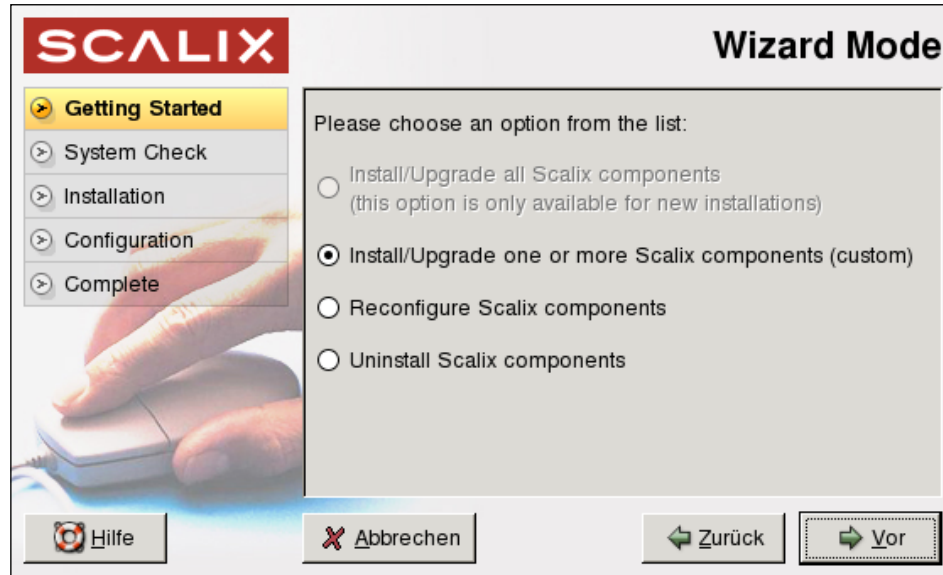 SCALIX
Wizard Mode
Getting Started
System Check
Installation
Configuration
Complete
Please choose an option from the list:
Install/Upgrade all Scalix components
(this option is only available for new installations)
Install/Upgrade one or more Scalix components (custom)
Reconfigure Scalix components
Uninstall Scalix components
Hilfe
Abbrechen
Zurück
Vor